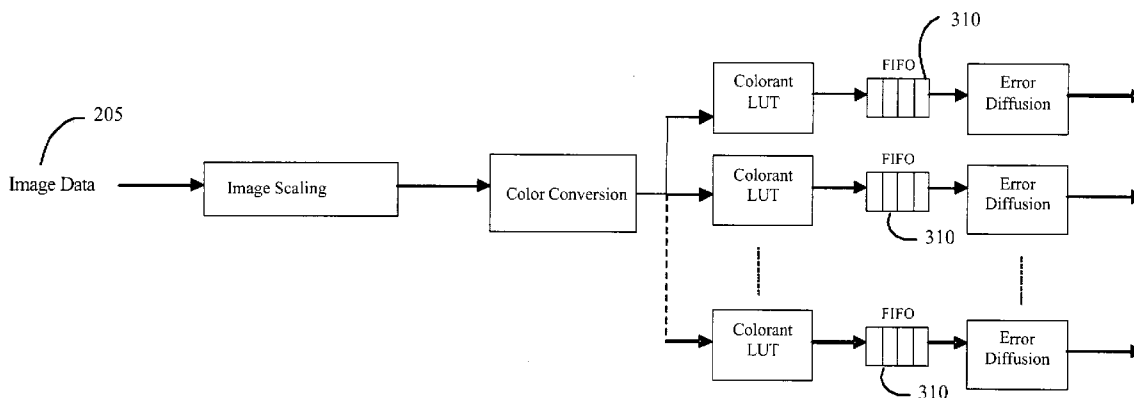 310
FIFO
Colorant
LUT
Error
Diffusion
205
Image Data
Image Scaling
Color Conversion
Colorant
LUT
FIFO
Error
Diffusion
310
Colorant
LUT
FIFO
Error
Diffusion
310